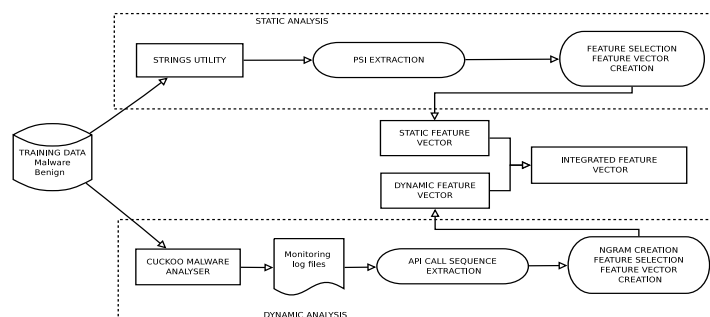 STATIC ANALYSIS
STRINGS UTILITY
PSI EXTRACTION
FEATURE SELECTION
FEATURE VECTOR
CREATION
TRAINING DATA
Malware
Benign
STATIC FEATURE
VECTOR
INTEGRATED FEATURE
VECTOR
DYNAMIC FEATURE
VECTOR
CUCKOO MALWARE
ANALYSER
Monitoring
log files
API CALL SEQUENCE
EXTRACTION
NGRAM CREATION
FEATURE SELECTION
FEATURE VECTOR
CREATION
DYNAMIC ANALYSIS